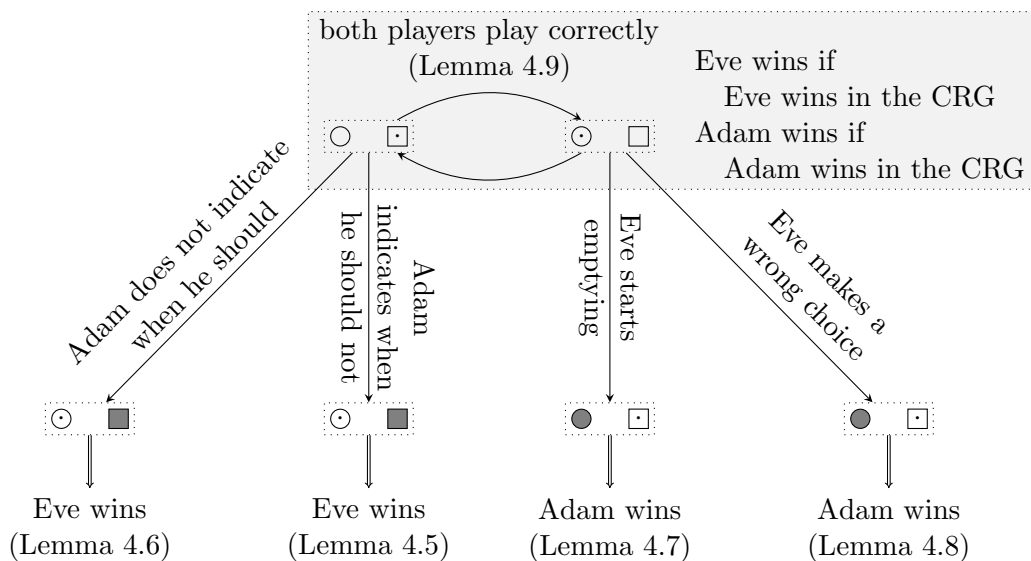 both players play correctly
(Lemma 4.9)
Eve wins if
Eve wins in the CRG
Adam wins if
Adam wins in the CRG
Adam does not indicate
when he should
Adam
indicates when
he should not
Eve starts
emptying
Eve makes a
wrong choice
Eve wins
(Lemma 4.6)
Eve wins
(Lemma 4.5)
Adam wins
(Lemma 4.7)
Adam wins
(Lemma 4.8)